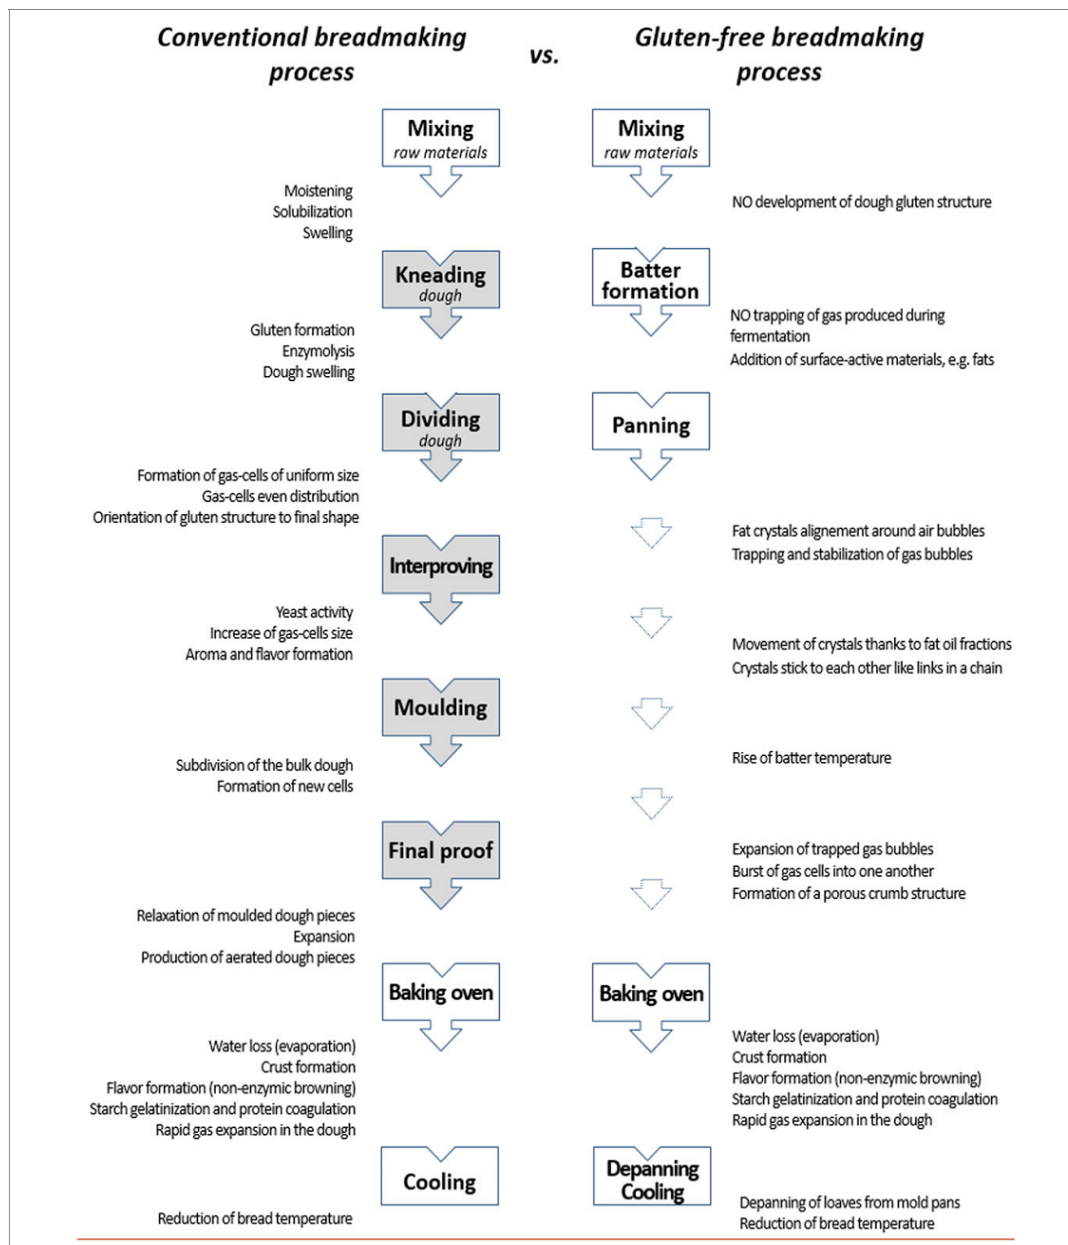 Conventional breadmaking
process
vs.
Gluten-free breadmaking
process
Mixing
raw materials
Moistening
Solubilization
Swelling
Kneading
dough
Gluten formation
Enzymolysis
Dough swelling
Dividing
dough
Formation of gas-cells of uniform size
Gas-cells even distribution
Orientation of gluten structure to final shape
Interproving
Yeast activity
Increase of gas-cells size
Aroma and flavor formation
Moulding
Subdivision of the bulk dough
Formation of new cells
Final proof
Relaxation of moulded dough pieces
Expansion
Production of aerated dough pieces
Baking oven
Water loss (evaporation)
Crust formation
Flavor formation (non-enzymic browning)
Starch gelatinization and protein coagulation
Rapid gas expansion in the dough
Cooling
Reduction of bread temperature
Mixing
raw materials
NO development of dough gluten structure
Batter
formation
NO trapping of gas produced during
fermentation
Addition of surface-active materials, e.g. fats
Panning
Fat crystals alignement around air bubbles
Trapping and stabilization of gas bubbles
Movement of crystals thanks to fat oil fractions
Crystals stick to each other like links in a chain
Rise of batter temperature
Expansion of trapped gas bubbles
Burst of gas cells into one another
Formation of a porous crumb structure
Baking oven
Water loss (evaporation)
Crust formation
Flavor formation (non-enzymic browning)
Starch gelatinization and protein coagulation
Rapid gas expansion in the dough
Depanning
Cooling
Depanning of loaves from mold pans
Reduction of bread temperature